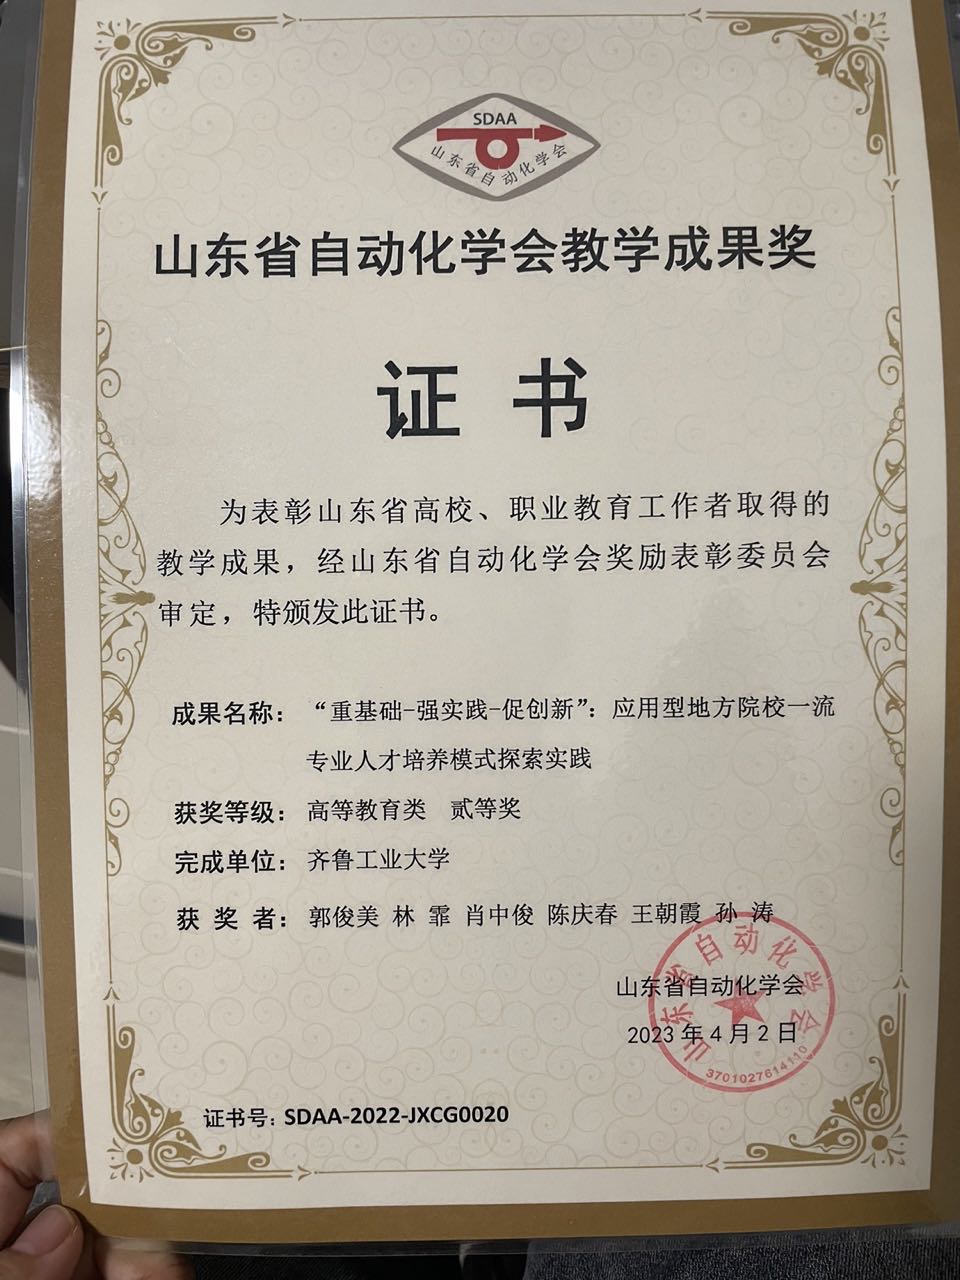 SDAA
山东省自动化学会
山东省自动化学会教学成果奖
证书
为表彰山东省高校、职业教育工作者取得的
教学成果，经山东省自动化学会奖励表彰委员会
审定，特颁发此证书。
成果名称：“重基础-强实践-促创新”：应用型地方院校一流
专业人才培养模式探索实践
获奖等级：高等教育类 贰等奖
完成单位：齐鲁工业大学
获奖者：郭俊美 林霏 肖中俊 陈庆春 王朝霞 孙涛
山东省自动化学会
2023年4月2日
山东省自动化学会
3701027614110
证书号：SDAA-2022-JXCG0020